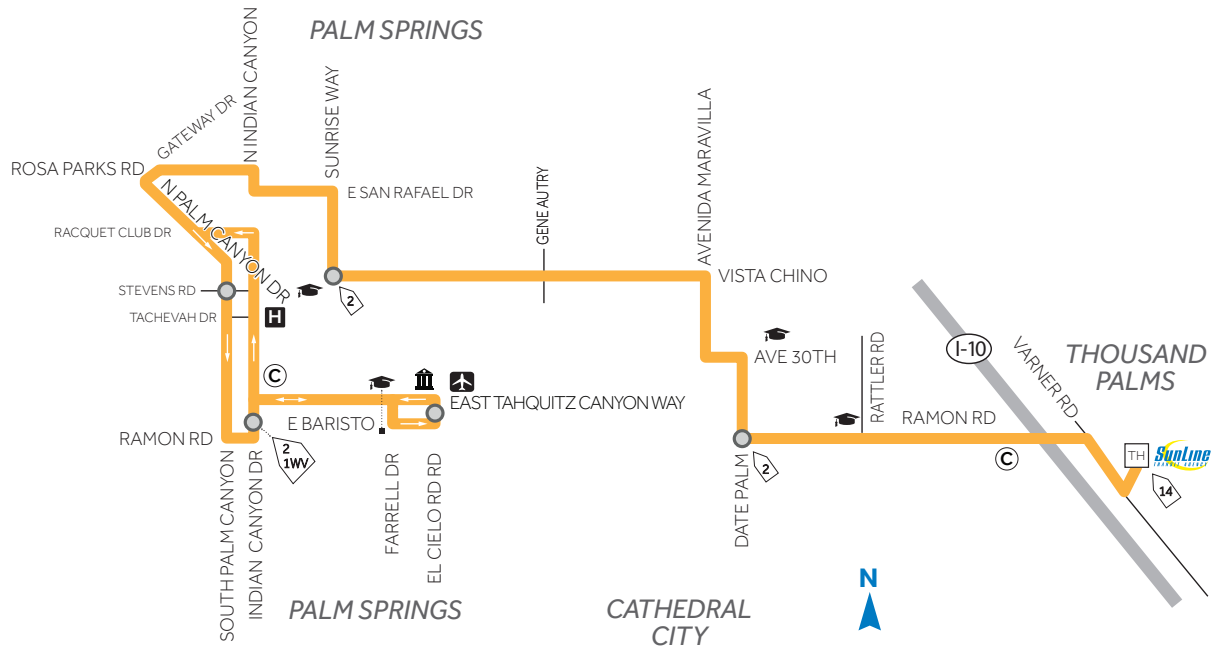 PALM SPRINGS
N INDIAN CANYON
SUNRISE WAY
GATEWAY DR
AVENIDA MARAVILLA
ROSA PARKS RD
N PALM CANYON DR
E SAN RAFAEL DR
GENE AUTRY
RACQUET CLUB DR
VISTA CHINO
STEVENS RD
2
TACHEVAH DR
H
I-10
VARNER RD
THOUSAND
PALMS
AVE 30TH
RATTLER RD
C
EAST TAHQUITZ CANYON WAY
E BARISTO
RAMON RD
RAMON RD
2
1WV
C
2
TH
SunLine
TRANSIT AGENCY
14
SOUTH PALM CANYON
INDIAN CANYON DR
FARRELL DR
EL CIELO RD RD
DATE PALM
N
PALM SPRINGS
CATHEDRAL
CITY